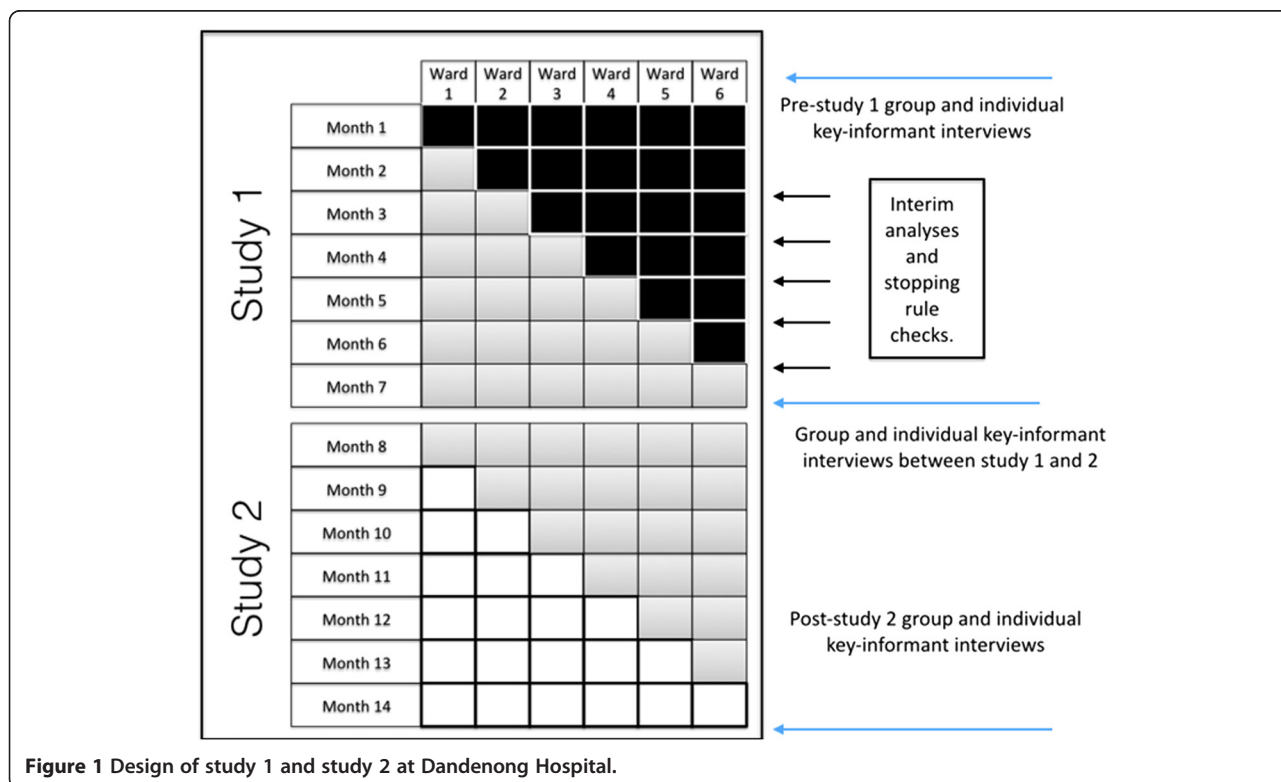 Ward 1
Ward 2
Ward 3
Ward 4
Ward 5
Ward 6
Study 1
Month 1
Month 2
Month 3
Month 4
Month 5
Month 6
Month 7
Study 2
Month 8
Month 9
Month 10
Month 11
Month 12
Month 13
Month 14
Pre-study 1 group and individual
key-informant interviews
Interim
analyses
and
stopping
rule
checks.
Group and individual key-informant
interviews between study 1 and 2
Post-study 2 group and individual
key-informant interviews
Figure 1 Design of study 1 and study 2 at Dandenong Hospital.